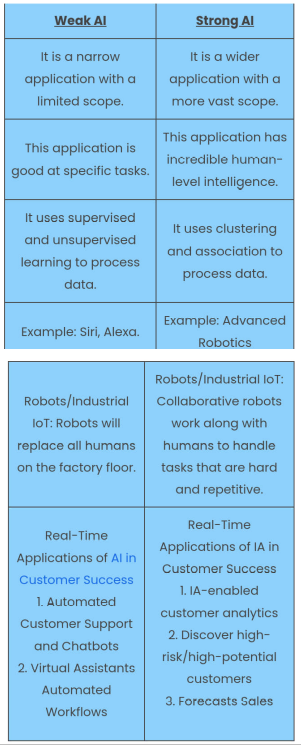 Weak AI
Strong AI
It is a narrow
application with a
limited scope.
It is a wider
application with a
more vast scope.
This application is
good at specific tasks.
This application has
incredible human-
level intelligence.
It uses supervised
and unsupervised
learning to process
data.
It uses clustering
and association to
process data.
Example: Siri, Alexa.
Example: Advanced
Robotics
Robots/Industrial
IoT: Robots will
replace all humans
on the factory floor.
Robots/Industrial IoT:
Collaborative robots
work along with
humans to handle
tasks that are hard
and repetitive.
Real-Time
Applications of AI in
Customer Success
1. Automated
Customer Support
and Chatbots
2. Virtual Assistants
Automated
Workflows
Real-Time
Applications of IA in
Customer Success
1. IA-enabled
customer analytics
2. Discover high-
risk/high-potential
customers
3. Forecasts Sales